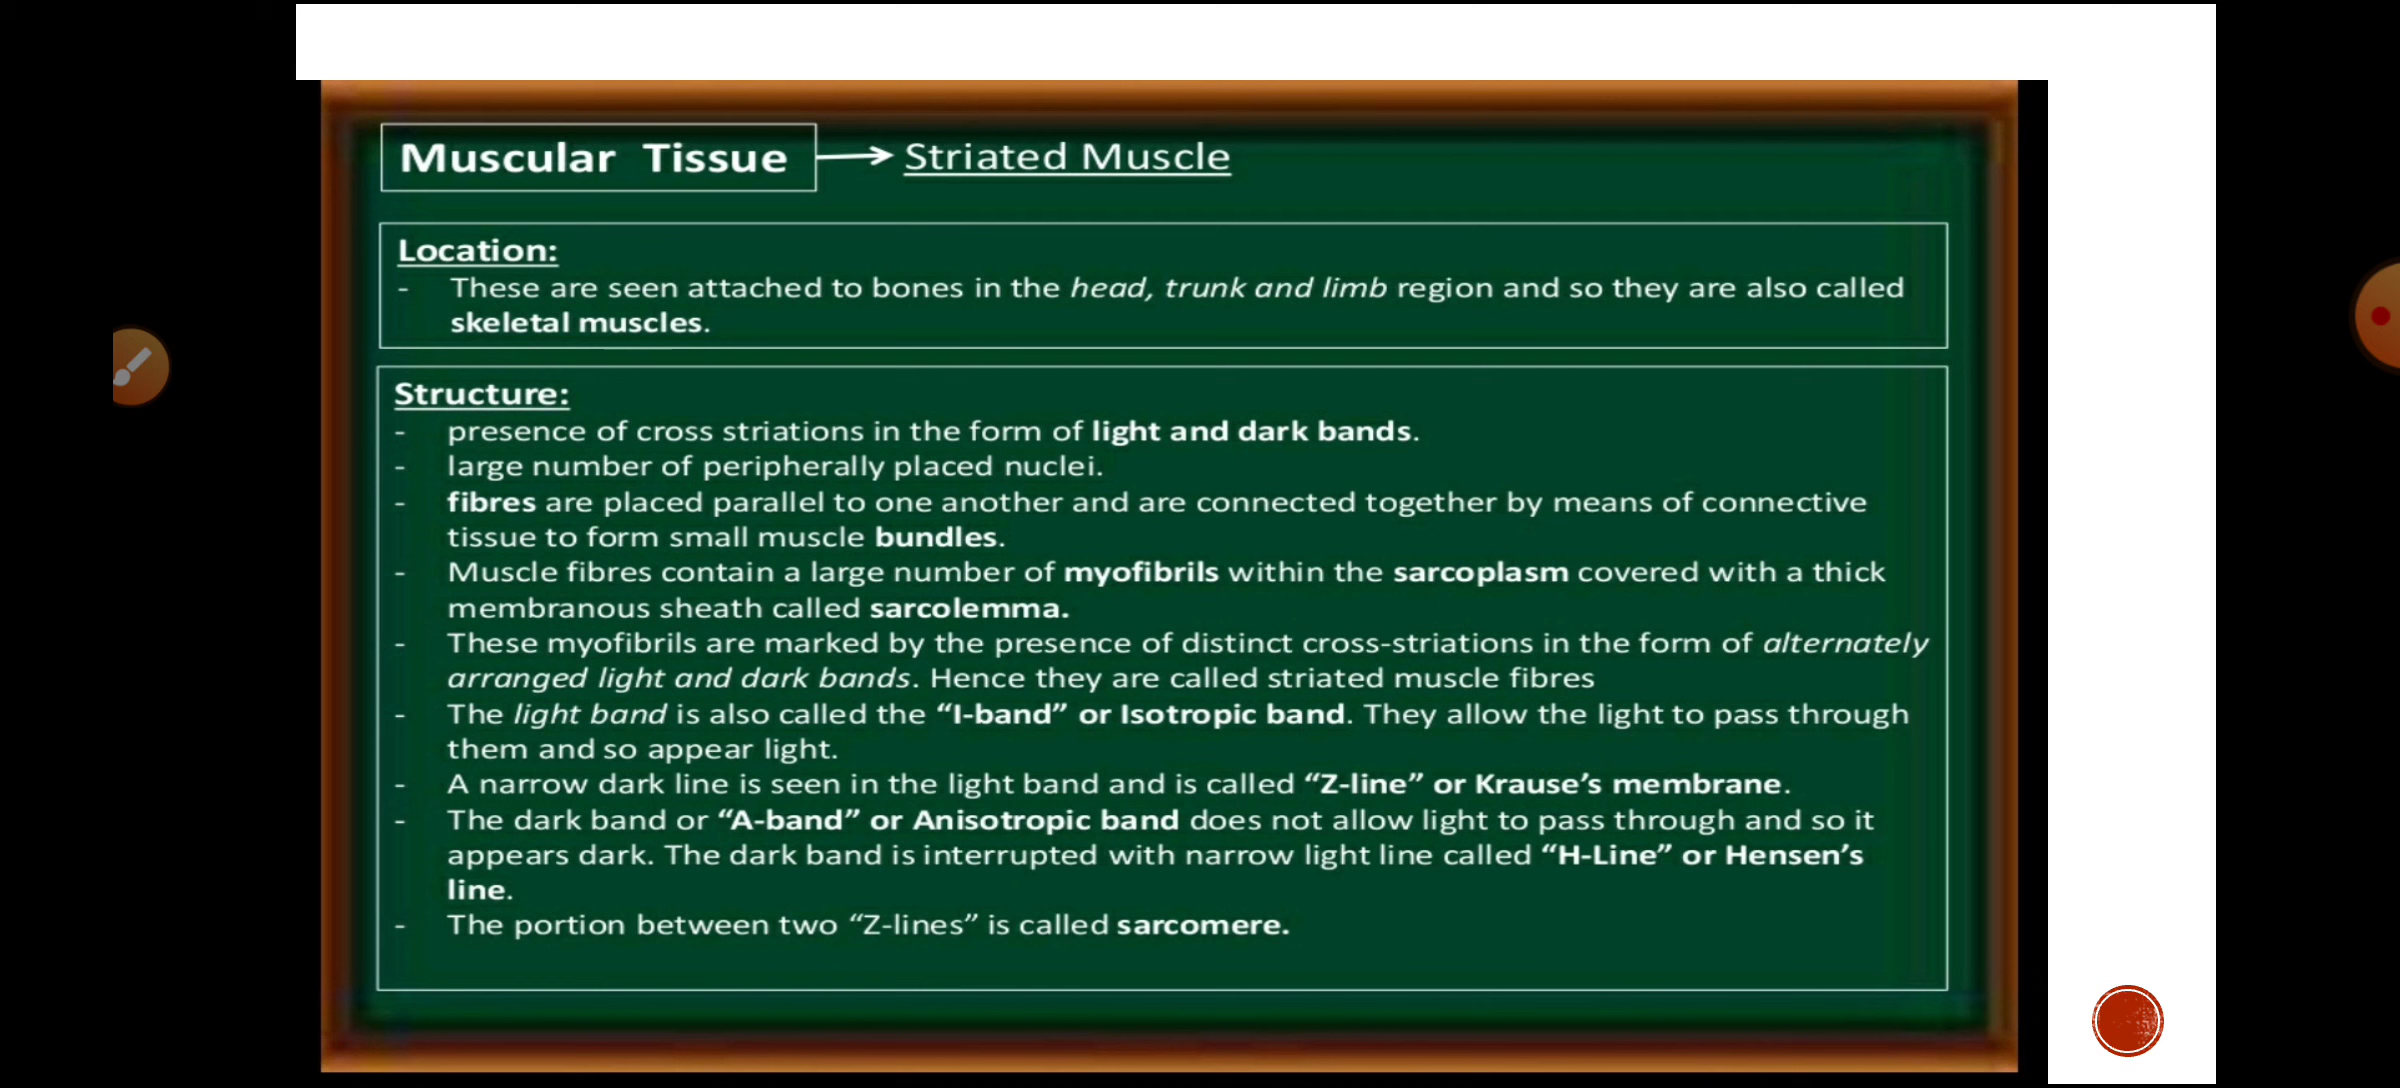 Muscular Tissue Striated Muscle
Location:
- These are seen attached to bones in the head, trunk and limb region and so they are also called
skeletal muscles.
Structure:
- presence of cross striations in the form of light and dark bands.
- large number of peripherally placed nuclei.
- fibres are placed parallel to one another and are connected together by means of connective
tissue to form small muscle bundles.
- Muscle fibres contain a large number of myofibrils within the sarcoplasm covered with a thick
membranous sheath called sarcolemma.
- These myofibrils are marked by the presence of distinct cross-striations in the form of alternately
arranged light and dark bands. Hence they are called striated muscle fibres
- The light band is also called the “I-band” or Isotropic band. They allow the light to pass through
them and so appear light.
- A narrow dark line is seen in the light band and is called “Z-line” or Krause’s membrane.
- The dark band or “A-band” or Anisotropic band does not allow light to pass through and so it
appears dark. The dark band is interrupted with narrow light line called “H-Line” or Hensen’s
line.
- The portion between two “Z-lines” is called sarcomere.